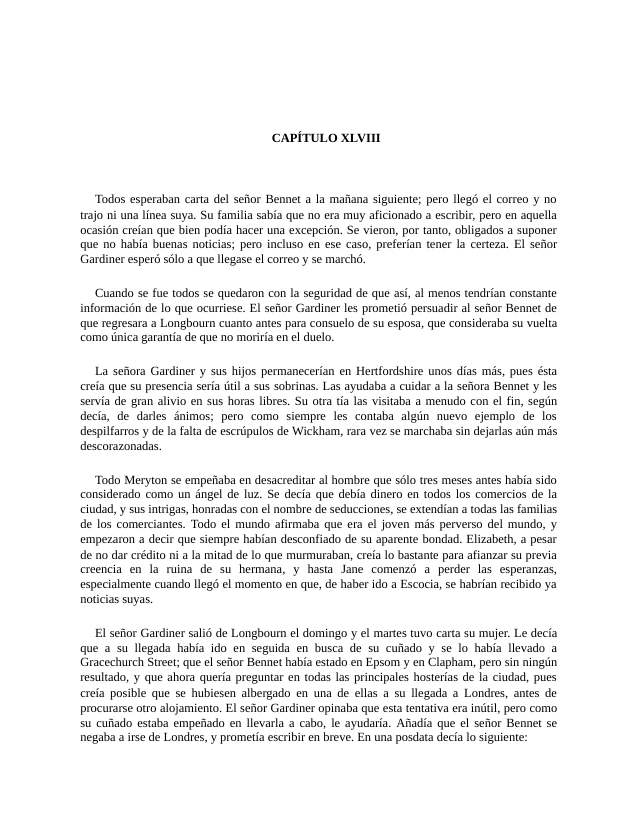 CAPÍTULO XLVIII
Todos esperaban carta del señor Bennet a la mañana siguiente; pero llegó el correo y no
trajo ni una línea suya. Su familia sabía que no era muy aficionado a escribir, pero en aquella
ocasión creían que bien podía hacer una excepción. Se vieron, por tanto, obligados a suponer
que no había buenas noticias; pero incluso en ese caso, preferían tener la certeza. El señor
Gardiner esperó sólo a que llegase el correo y se marchó.
Cuando se fue todos se quedaron con la seguridad de que así, al menos tendrían constante
información de lo que ocurriese. El señor Gardiner les prometió persuadir al señor Bennet de
que regresara a Longbourn cuanto antes para consuelo de su esposa, que consideraba su vuelta
como única garantía de que no moriría en el duelo.
La señora Gardiner y sus hijos permanecerían en Hertfordshire unos días más, pues ésta
creía que su presencia sería útil a sus sobrinas. Las ayudaba a cuidar a la señora Bennet y les
servía de gran alivio en sus horas libres. Su otra tía las visitaba a menudo con el fin, según
decía, de darles ánimos; pero como siempre les contaba algún nuevo ejemplo de los
despilfarros y de la falta de escrúpulos de Wickham, rara vez se marchaba sin dejarlas aún más
descorazonadas.
Todo Meryton se empeñaba en desacreditar al hombre que sólo tres meses antes había sido
considerado como un ángel de luz. Se decía que debía dinero en todos los comercios de la
ciudad, y sus intrigas, honradas con el nombre de seducciones, se extendían a todas las familias
de los comerciantes. Todo el mundo afirmaba que era el joven más perverso del mundo, y
empezaron a decir que siempre habían desconfiado de su aparente bondad. Elizabeth, a pesar
de no dar crédito ni a la mitad de lo que murmuraban, creía lo bastante para afianzar su previa
creencia en la ruina de su hermana, y hasta Jane comenzó a perder las esperanzas,
especialmente cuando llegó el momento en que, de haber ido a Escocia, se habrían recibido ya
noticias suyas.
El señor Gardiner salió de Longbourn el domingo y el martes tuvo carta su mujer. Le decía
que a su llegada había ido en seguida en busca de su cuñado y se lo había llevado a
Gracechurch Street; que el señor Bennet había estado en Epsom y en Clapham, pero sin ningún
resultado, y que ahora quería preguntar en todas las principales hosterías de la ciudad, pues
creía posible que se hubiesen albergado en una de ellas a su llegada a Londres, antes de
procurarse otro alojamiento. El señor Gardiner opinaba que esta tentativa era inútil, pero como
su cuñado estaba empeñado en llevarla a cabo, le ayudaría. Añadía que el señor Bennet se
negaba a irse de Londres, y prometía escribir en breve. En una posdata decía lo siguiente: